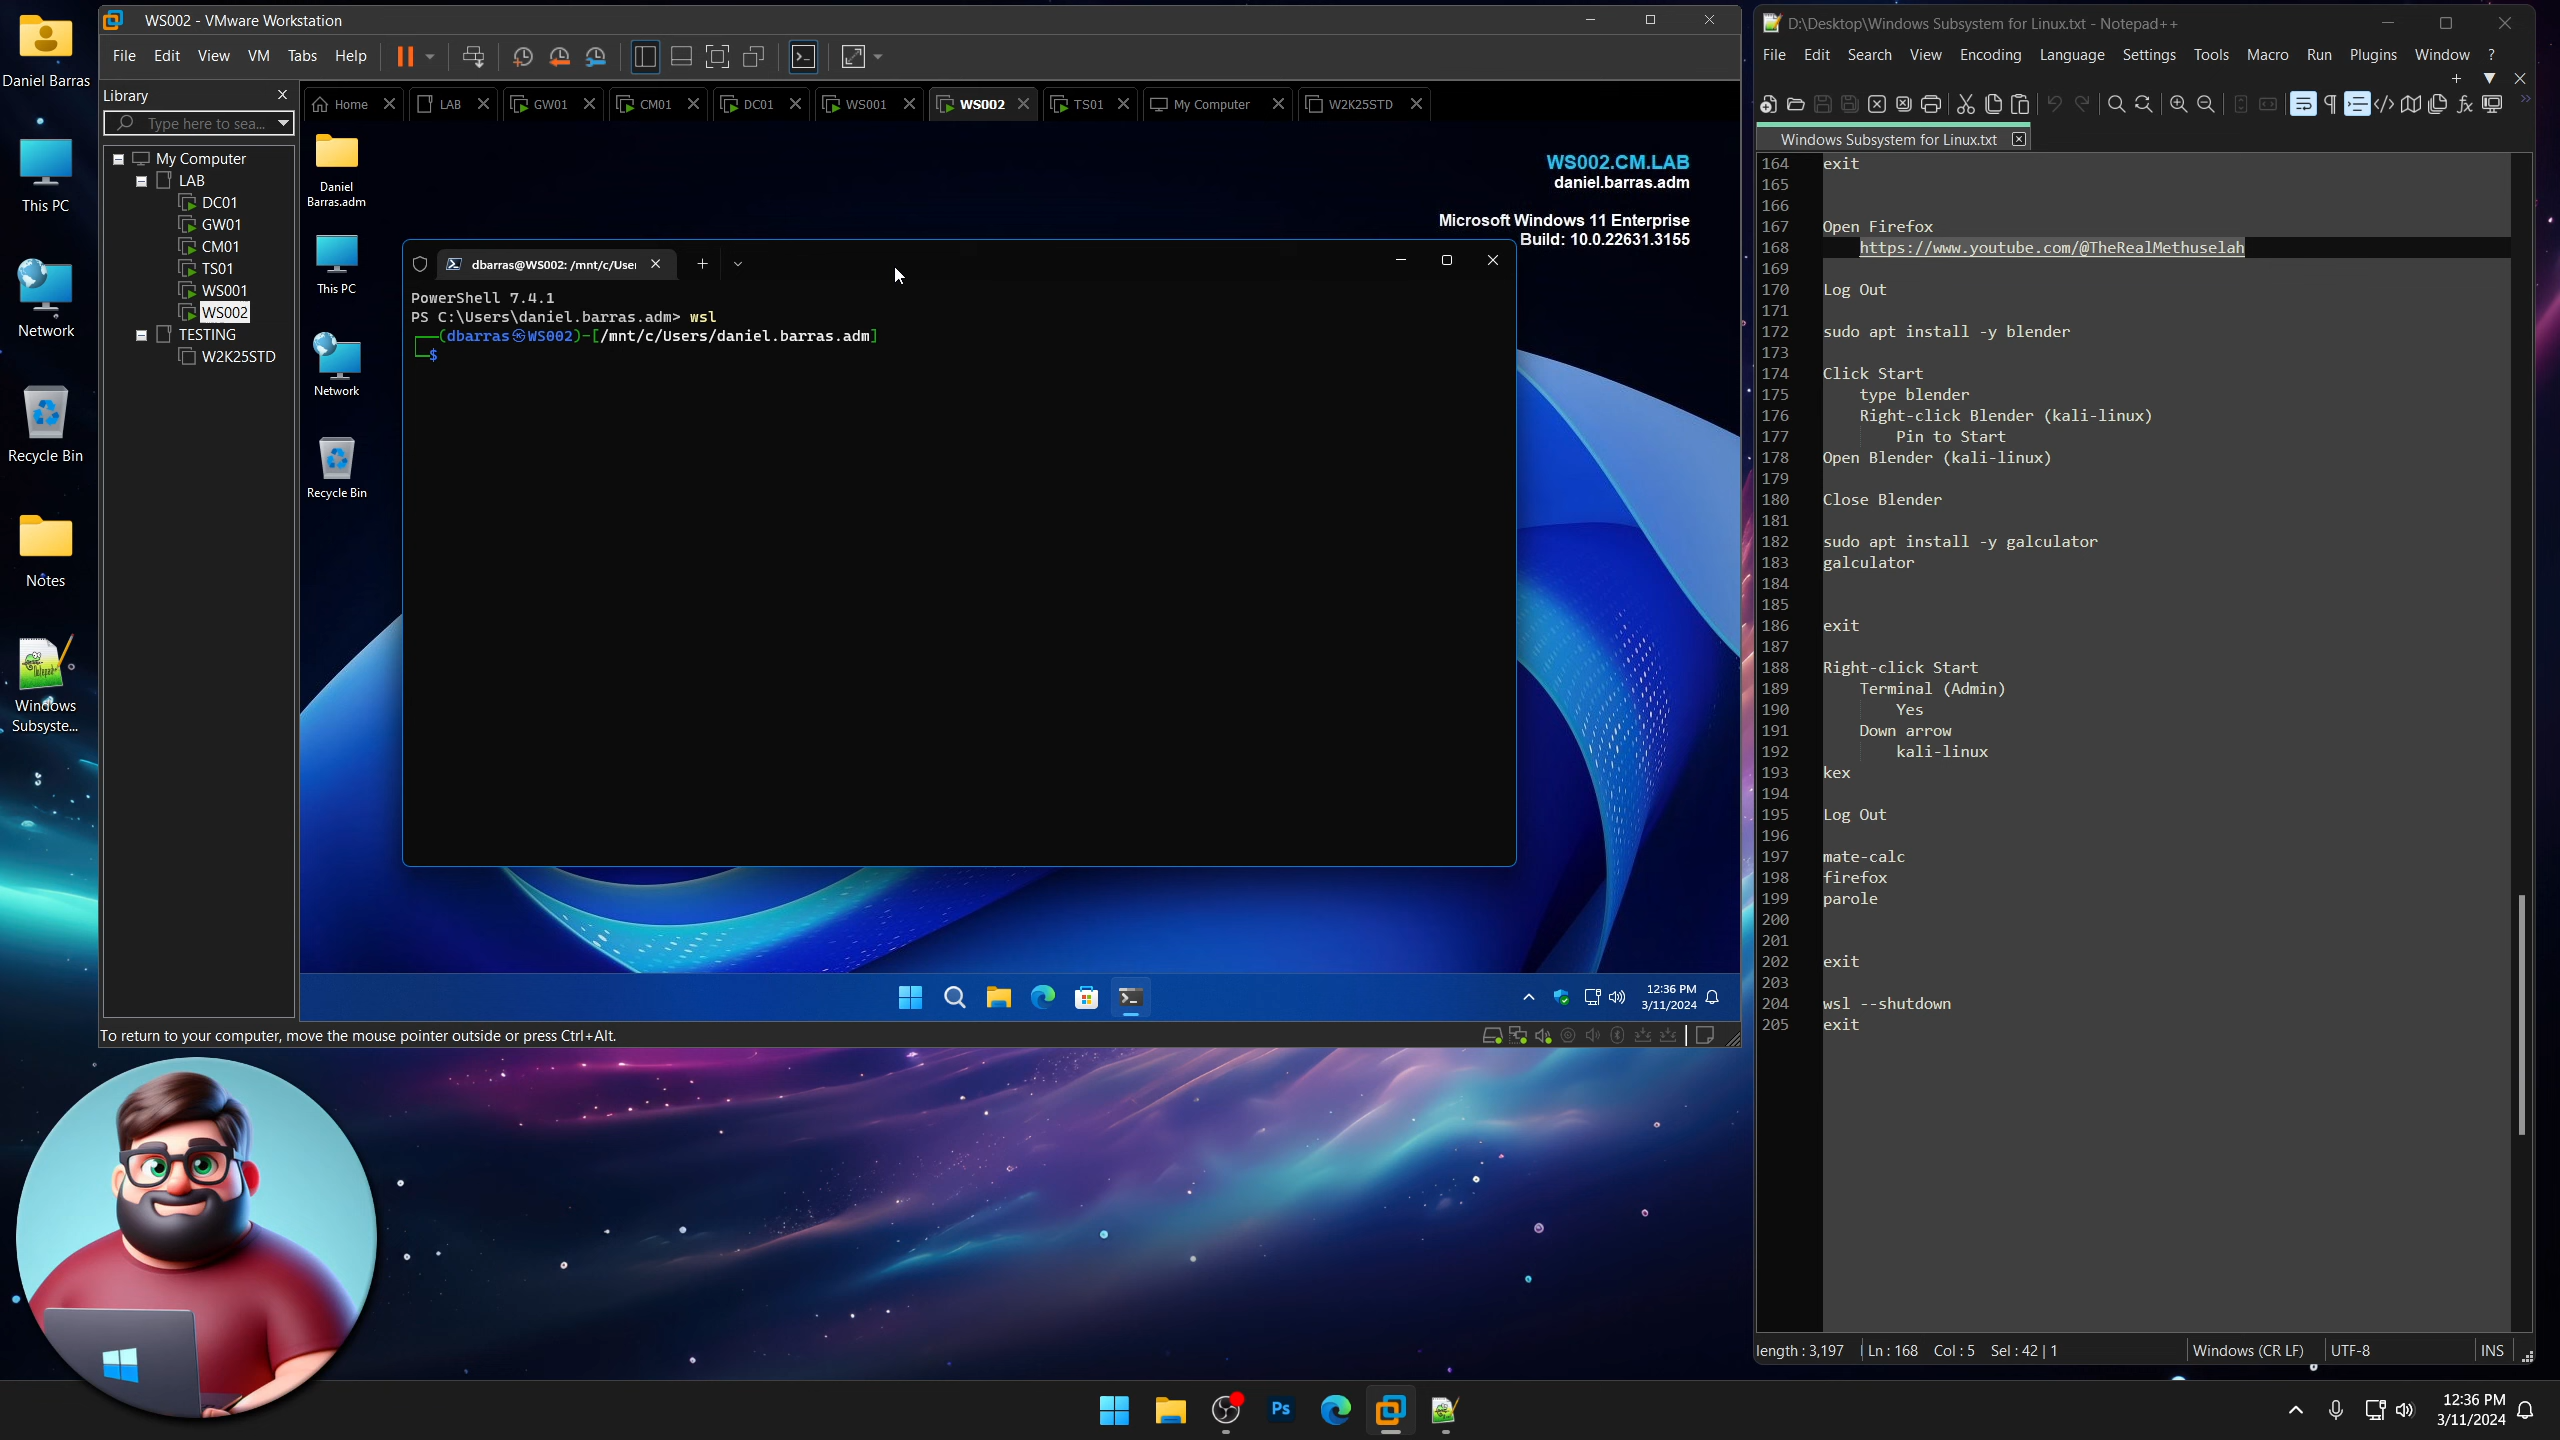 Daniel Barras
This PC
Network
Recycle Bin
Notes
Windows
Subsyste...
WS002 - VMware Workstation
File Edit View VM Tabs Help
Library
Type here to sea...
My Computer
LAB
DC01
GW01
CM01
TS01
WS001
WS002
TESTING
W2K25STD
Home LAB GW01 CM01 DC01 WS001 WS002 TS01 My Computer W2K25STD
Daniel
Barras.adm
This PC
Network
Recycle Bin
WS002.CM.LAB
daniel.barras.adm
Microsoft Windows 11 Enterprise
Build: 10.0.22631.3155
dbarras@WS002: /mnt/c/User
PowerShell 7.4.1
PS C:\Users\daniel.barras.adm> wsl
(dbarras㉿WS002)-[/mnt/c/Users/daniel.barras.adm]
$
12:36 PM
3/11/2024
To return to your computer, move the mouse pointer outside or press Ctrl+Alt.
D:\Desktop\Windows Subsystem for Linux.txt - Notepad++
File Edit Search View Encoding Language Settings Tools Macro Run Plugins Window ?
Windows Subsystem for Linux.txt
164 exit
165
166
167 Open Firefox
168 https://www.youtube.com/@TheRealMethuselah
169
170 Log Out
171
172 sudo apt install -y blender
173
174 Click Start
175 type blender
176 Right-click Blender (kali-linux)
177 Pin to Start
178 Open Blender (kali-linux)
179
180 Close Blender
181
182 sudo apt install -y galculator
183 galculator
184
185
186 exit
187
188 Right-click Start
189 Terminal (Admin)
190 Yes
191 Down arrow
192 kali-linux
193 kex
194
195 Log Out
196
197 mate-calc
198 firefox
199 parole
200
201
202 exit
203
204 wsl --shutdown
205 exit
length : 3,197 Ln : 168 Col : 5 Sel : 42 | 1 Windows (CR LF) UTF-8 INS
Ps
12:36 PM
3/11/2024